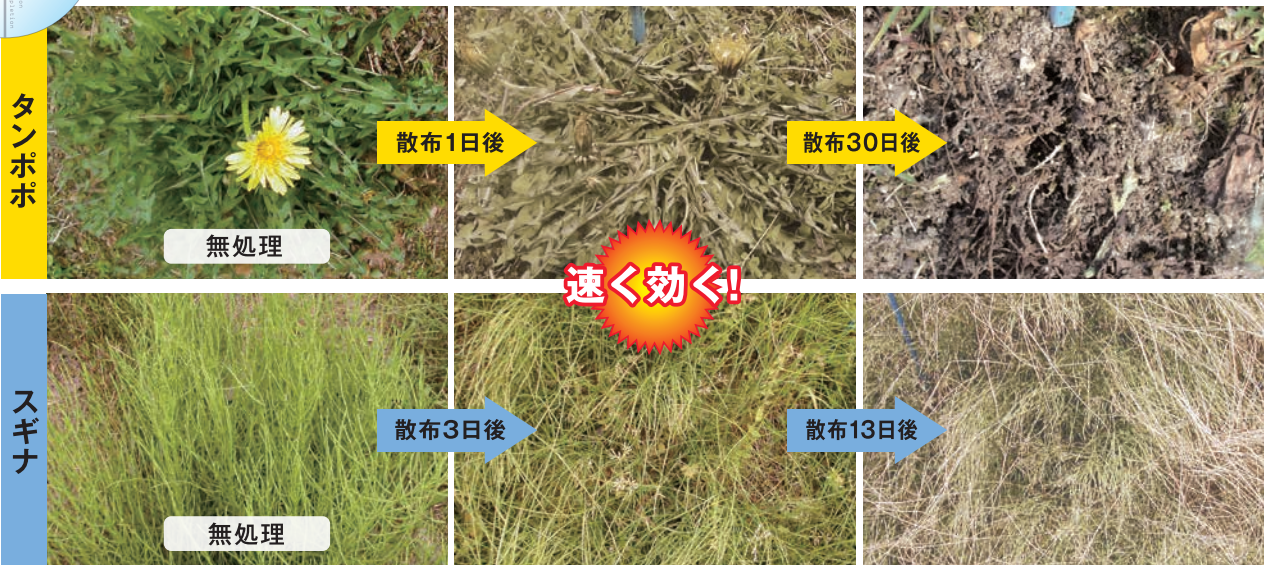 タンポポ
無処理
散布1日後
散布30日後
速く効く!
スギナ
無処理
散布3日後
散布13日後